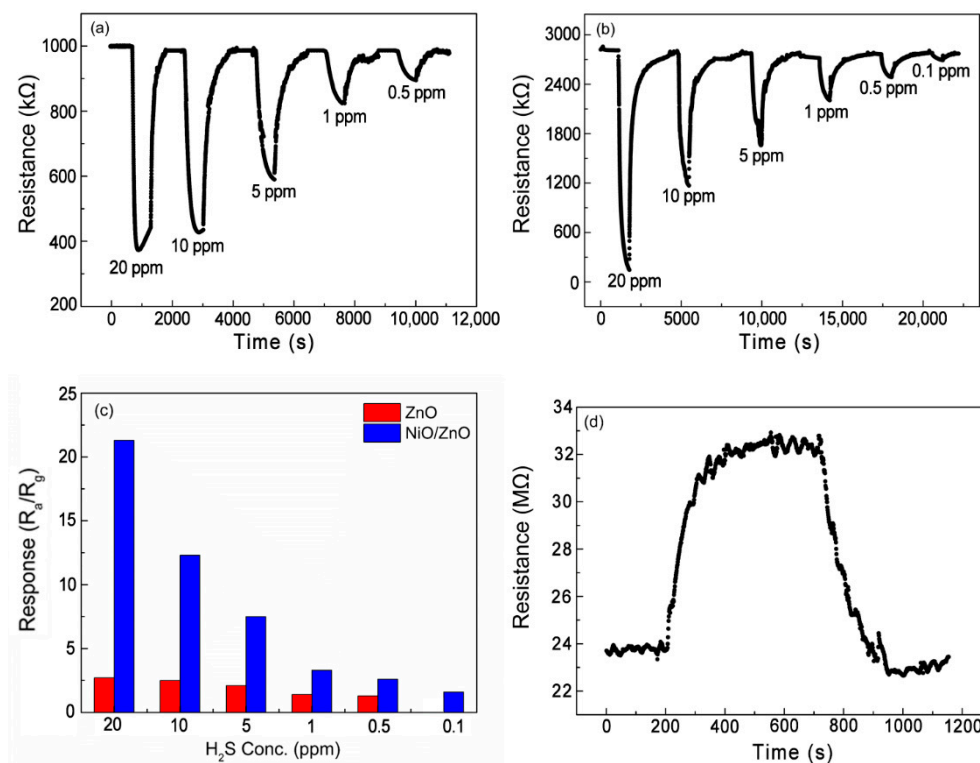 (a)
1000
800
600
400
200
Resistance (kΩ)
20 ppm
10 ppm
5 ppm
1 ppm
0.5 ppm
0 2000 4000 6000 8000 10,000 12,000
Time (s)
(b)
3000
2400
1800
1200
600
0
Resistance (kΩ)
20 ppm
10 ppm
5 ppm
1 ppm
0.5 ppm
0.1 ppm
0 5000 10,000 15,000 20,000
Time (s)
(c)
25
20
15
10
5
0
Response (Ra/Rg)
ZnO
NiO/ZnO
20 10 5 1 0.5 0.1
H2S Conc. (ppm)
(d)
34
32
30
28
26
24
22
Resistance (MΩ)
0 200 400 600 800 1000 1200
Time (s)